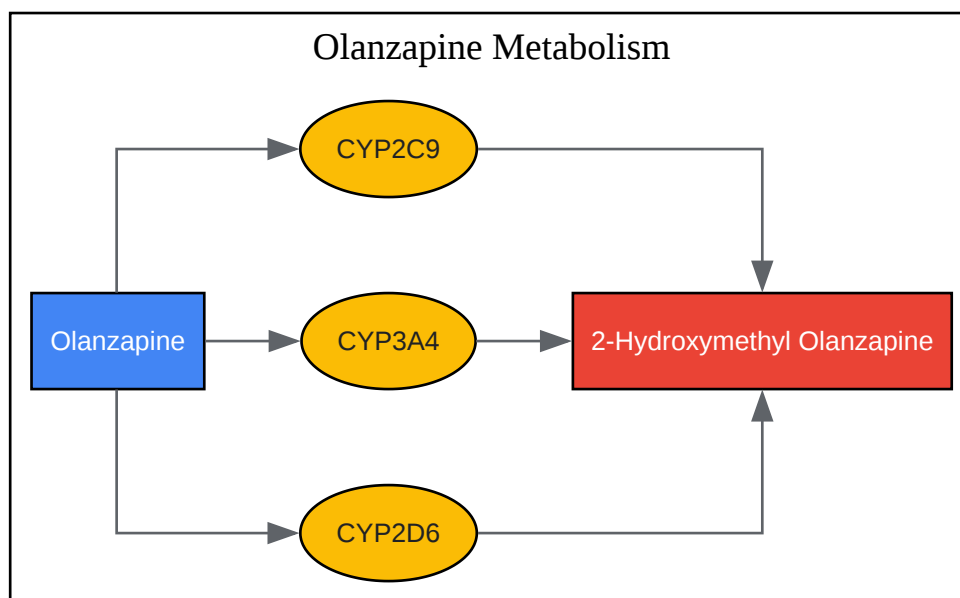 Olanzapine Metabolism
CYP2C9
Olanzapine
CYP3A4
2-Hydroxymethyl Olanzapine
CYP2D6